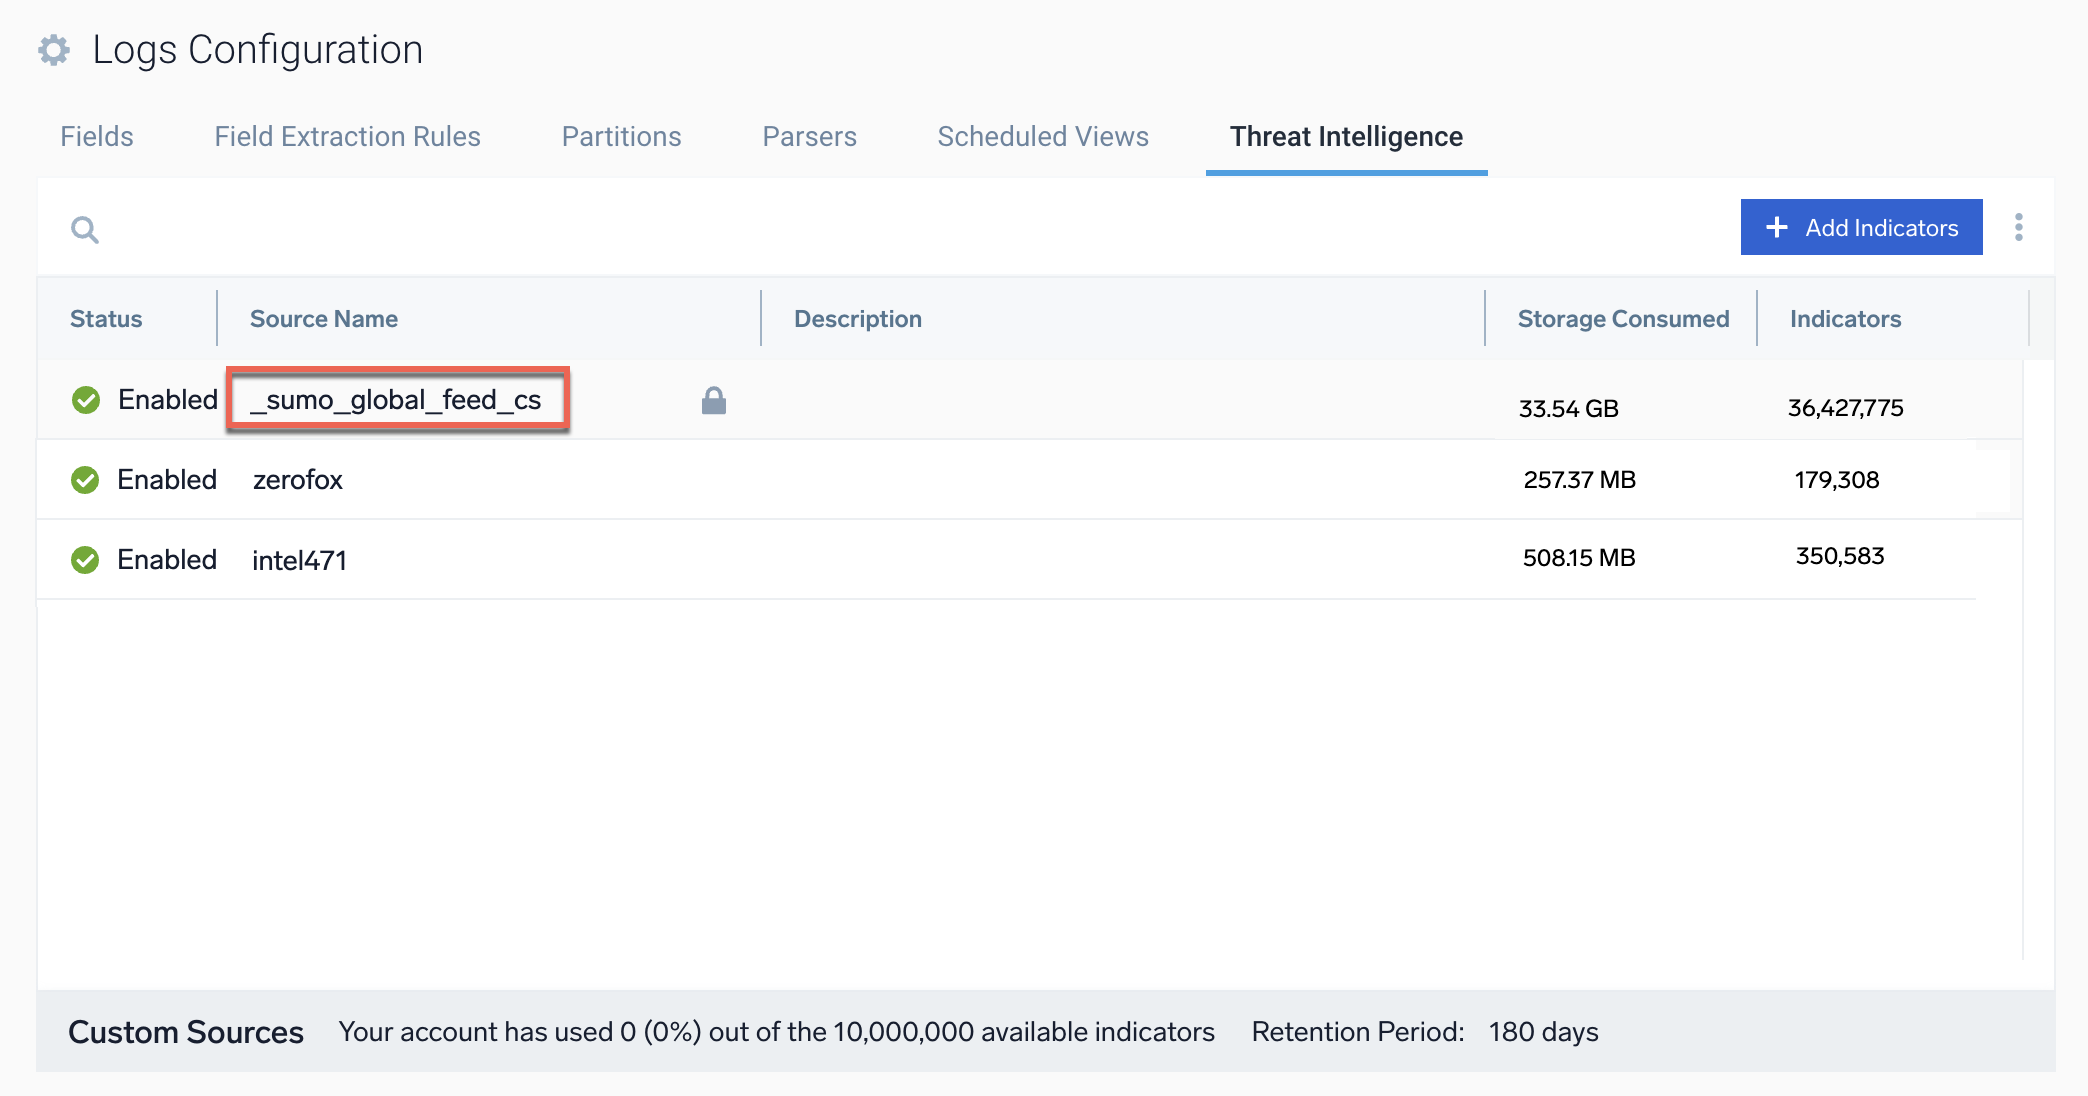 Logs Configuration
Fields Field Extraction Rules Partitions Parsers Scheduled Views Threat Intelligence
+ Add Indicators
Status Source Name Description Storage Consumed Indicators
Enabled _sumo_global_feed_cs 33.54 GB 36,427,775
Enabled zerofox 257.37 MB 179,308
Enabled intel471 508.15 MB 350,583
Custom Sources Your account has used 0 (0%) out of the 10,000,000 available indicators Retention Period: 180 days